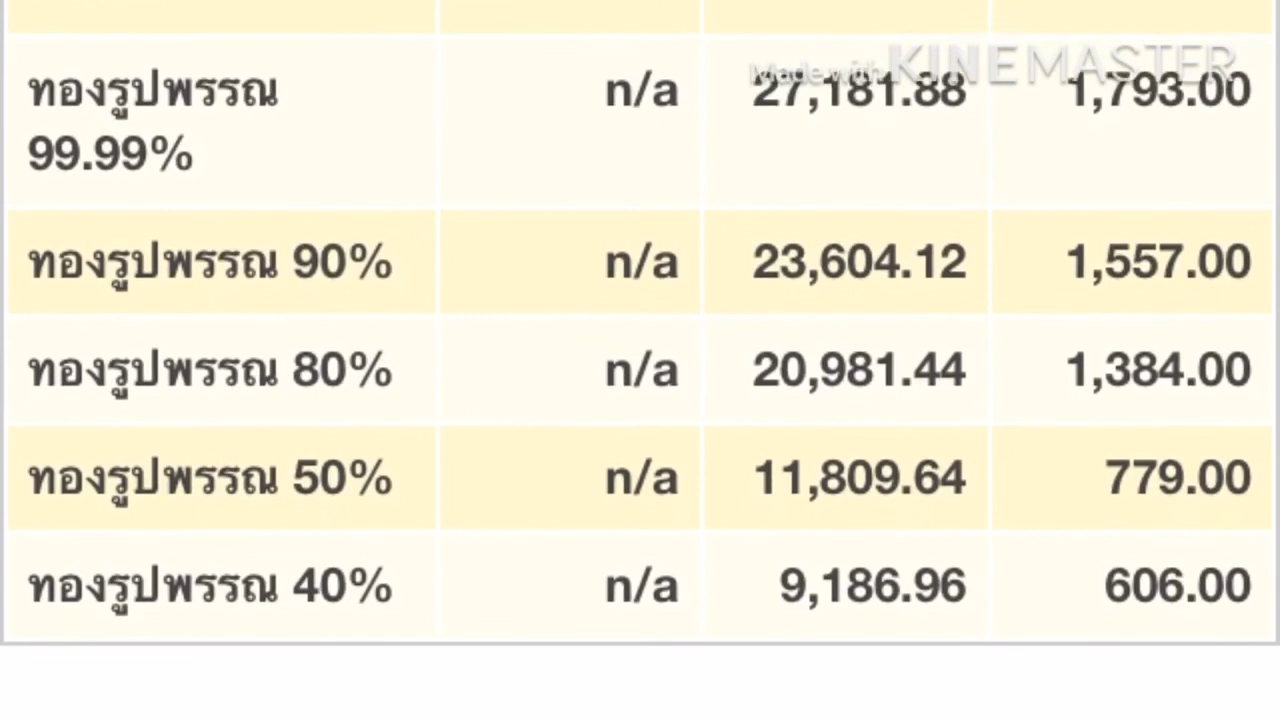 Made with KINEMASTER
ทองรูปพรรณ n/a 27,181.88 1,793.00
99.99%
ทองรูปพรรณ 90% n/a 23,604.12 1,557.00
ทองรูปพรรณ 80% n/a 20,981.44 1,384.00
ทองรูปพรรณ 50% n/a 11,809.64 779.00
ทองรูปพรรณ 40% n/a 9,186.96 606.00